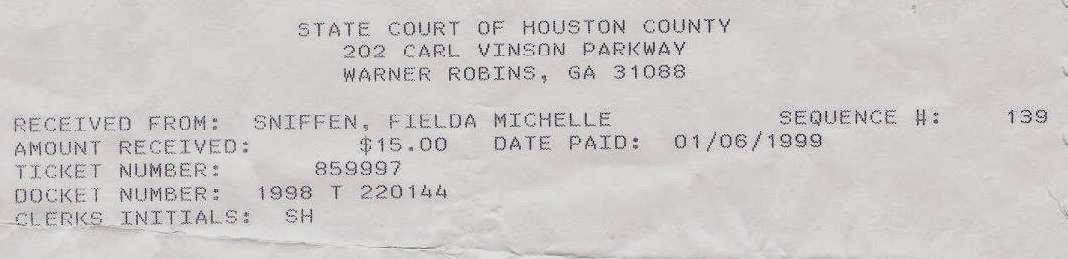 STATE COURT OF HOUSTON COUNTY
202 CARL VINSON PARKWAY
WARNER ROBINS, GA 31088
RECEIVED FROM: SNIFFEN, FIELDA MICHELLE SEQUENCE #: 139
AMOUNT RECEIVED: $15.00 DATE PAID: 01/06/1999
TICKET NUMBER: 859997
DOCKET NUMBER: 1998 T 220144
CLERKS INITIALS: SH